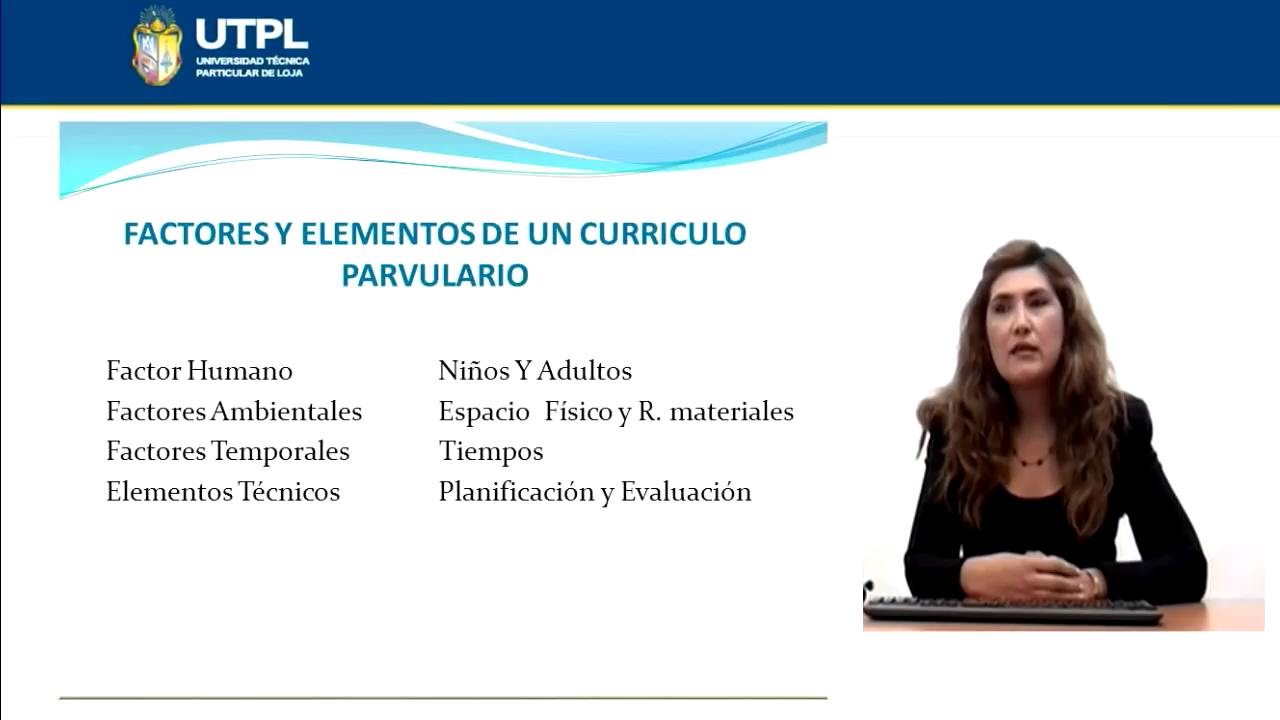 UTPL
UNIVERSIDAD TÉCNICA
PARTICULAR DE LOJA
FACTORES Y ELEMENTOS DE UN CURRICULO
PARVULARIO
Factor Humano Niños Y Adultos
Factores Ambientales Espacio Físico y R. materiales
Factores Temporales Tiempos
Elementos Técnicos Planificación y Evaluación